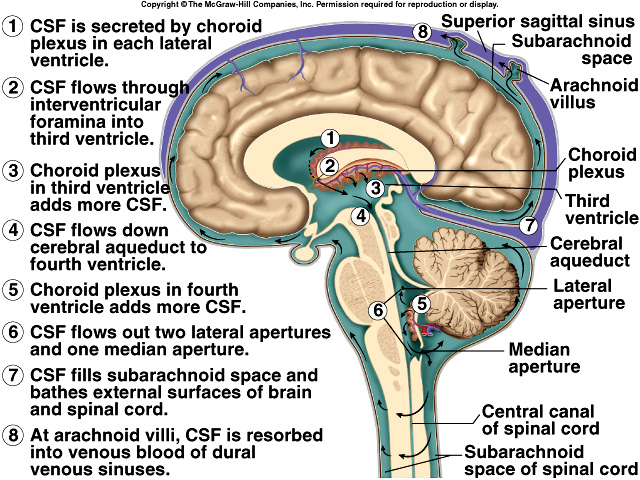 Copyright © The McGraw-Hill Companies, Inc. Permission required for reproduction or display.
1 CSF is secreted by choroid
plexus in each lateral
ventricle.
2 CSF flows through
interventricular
foramina into
third ventricle.
3 Choroid plexus
in third ventricle
adds more CSF.
4 CSF flows down
cerebral aqueduct to
fourth ventricle.
5 Choroid plexus in fourth
ventricle adds more CSF.
6 CSF flows out two lateral apertures
and one median aperture.
7 CSF fills subarachnoid space and
bathes external surfaces of brain
and spinal cord.
8 At arachnoid villi, CSF is resorbed
into venous blood of dural
venous sinuses.
8
Superior sagittal sinus
Subarachnoid
space
Arachnoid
villus
1
2
3
Choroid
plexus
Third
ventricle
4
7
Cerebral
aqueduct
Lateral
aperture
5
6
Median
aperture
Central canal
of spinal cord
Subarachnoid
space of spinal cord